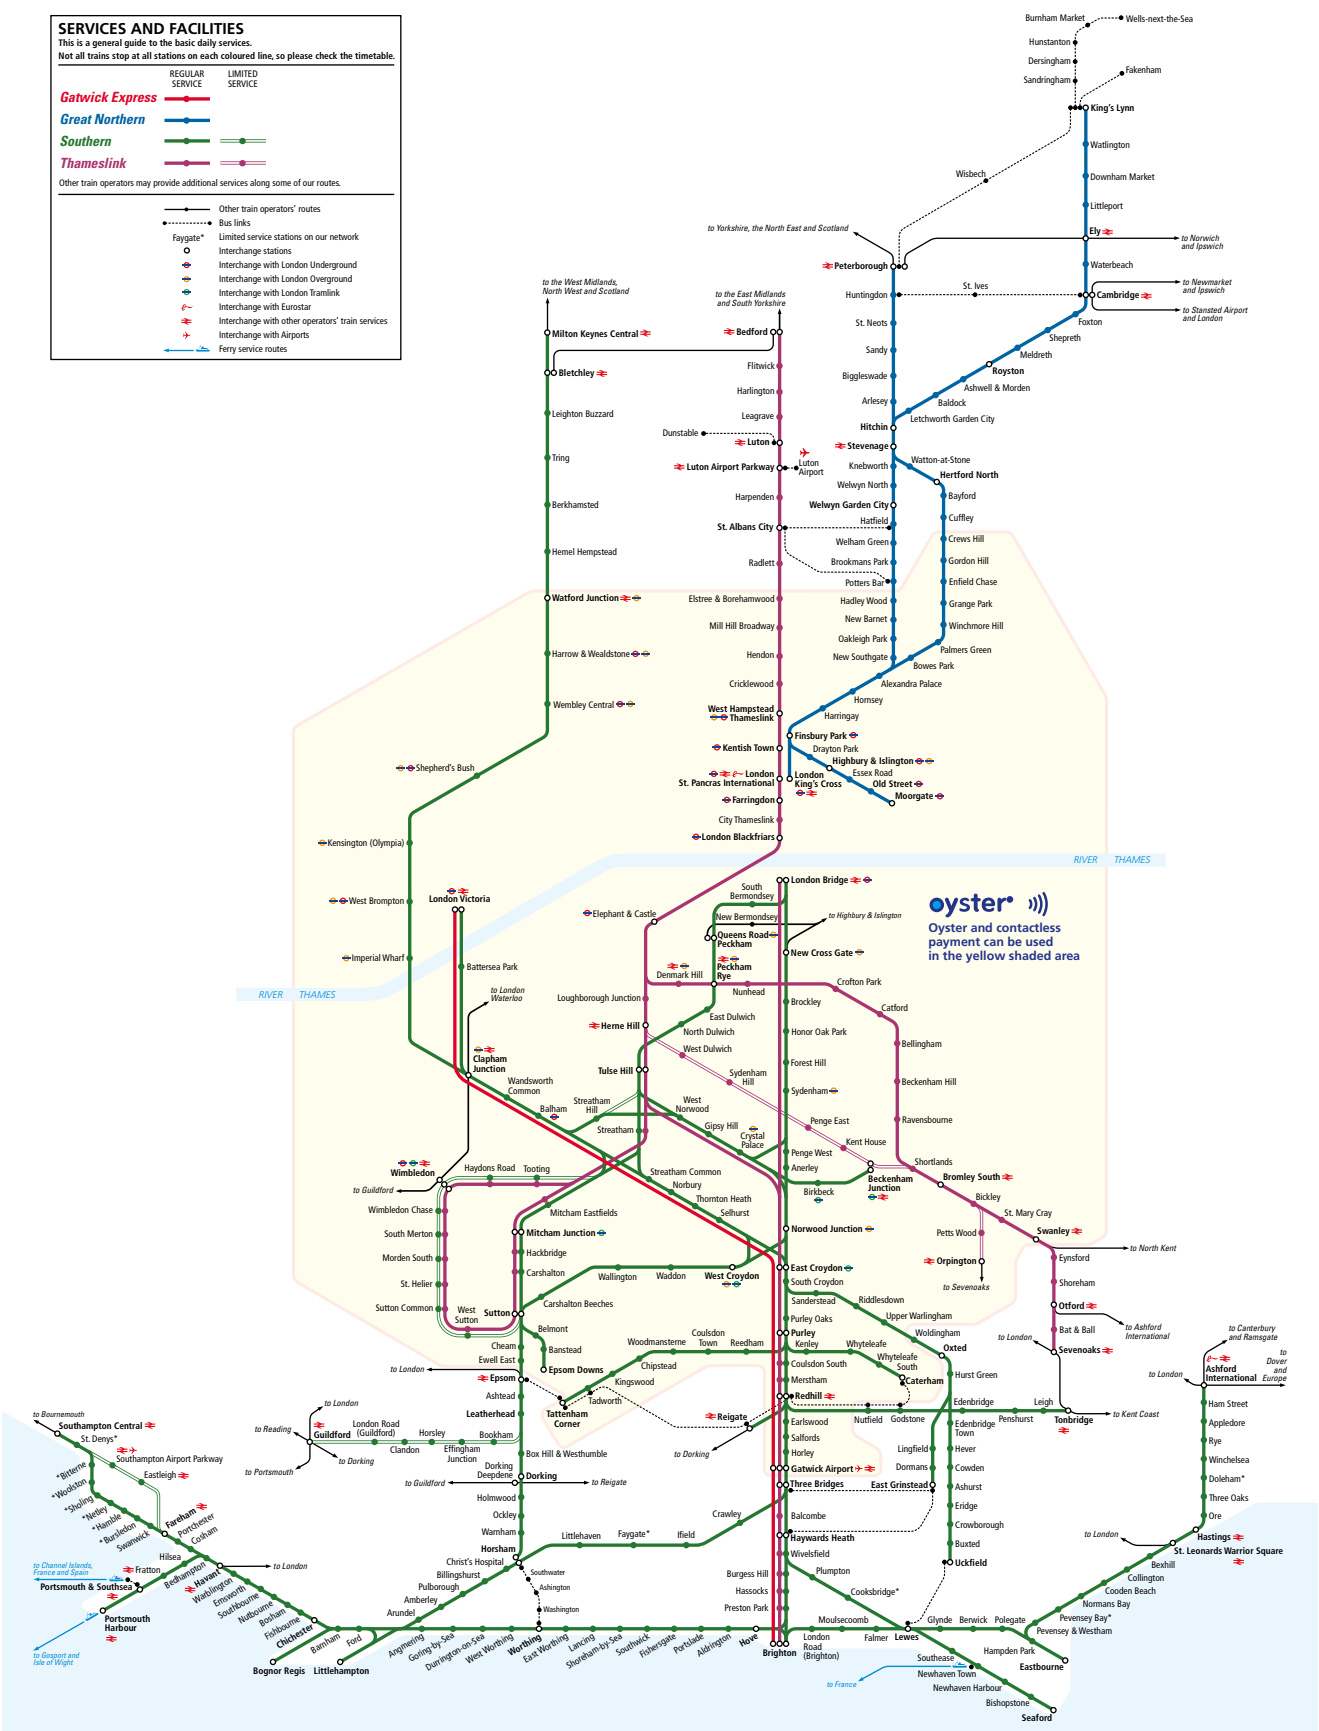 SERVICES AND FACILITIES
This is a general guide to the basic daily services.
Not all trains stop at all stations on each coloured line, so please check the timetable.
REGULAR
SERVICE
LIMITED
SERVICE
Gatwick Express
Great Northern
Southern
Thameslink
Other train operators may provide additional services along some of our routes.
Other train operators' routes
Bus links
Faygate*
Limited service stations on our network
Interchange stations
Interchange with London Underground
Interchange with London Overground
Interchange with London Tramlink
Interchange with Eurostar
Interchange with other operators' train services
Interchange with Airports
Ferry service routes
Burnham Market
Wells-next-the-Sea
Hunstanton
Dersingham
Sandringham
Fakenham
King's Lynn
Watlington
Wisbech
Downham Market
Littleport
to Yorkshire, the North East and Scotland
Ely
to Norwich
and Ipswich
Peterborough
Waterbeach
Huntingdon
St. Ives
Cambridge
to Newmarket
and Ipswich
to Stansted Airport
and London
Foxton
Shepreth
Meldreth
Royston
Ashwell & Morden
Baldock
Letchworth Garden City
St. Neots
Sandy
Biggleswade
Arlesey
Hitchin
Stevenage
Knebworth
Welwyn North
Welwyn Garden City
Hatfield
Welham Green
Brookmans Park
Potters Bar
Hadley Wood
New Barnet
Oakleigh Park
New Southgate
Watton-at-Stone
Hertford North
Bayford
Cuffley
Crews Hill
Gordon Hill
Enfield Chase
Grange Park
Winchmore Hill
Palmers Green
Bowes Park
Alexandra Palace
Hornsey
Harringay
Finsbury Park
Drayton Park
Highbury & Islington
Essex Road
Old Street
Moorgate
London
King's Cross
to the West Midlands,
North West and Scotland
Milton Keynes Central
Bletchley
Leighton Buzzard
Tring
Berkhamsted
Hemel Hempstead
Watford Junction
Harrow & Wealdstone
Wembley Central
Shepherd's Bush
Kensington (Olympia)
West Brompton
Imperial Wharf
to the East Midlands
and South Yorkshire
Bedford
Flitwick
Harlington
Leagrave
Dunstable
Luton
Luton Airport Parkway
Luton
Airport
Harpenden
St. Albans City
Radlett
Elstree & Borehamwood
Mill Hill Broadway
Hendon
Cricklewood
West Hampstead
Thameslink
Kentish Town
London
St. Pancras International
Farringdon
City Thameslink
London Blackfriars
RIVER THAMES
RIVER THAMES
oyster
Oyster and contactless
payment can be used
in the yellow shaded area
London Victoria
Battersea Park
to London
Waterloo
Clapham
Junction
Wandsworth
Common
Balham
Elephant & Castle
London Bridge
South
Bermondsey
New Bermondsey
to Highbury & Islington
Queens Road
Peckham
New Cross Gate
Peckham
Rye
Denmark Hill
Nunhead
Crofton Park
Catford
Bellingham
Beckenham Hill
Ravensbourne
Shortlands
Loughborough Junction
Herne Hill
East Dulwich
North Dulwich
West Dulwich
Tulse Hill
Sydenham
Hill
Brockley
Honor Oak Park
Forest Hill
Sydenham
Penge East
Kent House
Streatham
Hill
Streatham
West
Norwood
Gipsy Hill
Crystal
Palace
Penge West
Anerley
Birkbeck
Beckenham
Junction
Bromley South
Bickley
St. Mary Cray
Petts Wood
Orpington
to Sevenoaks
Swanley
to North Kent
Eynsford
Shoreham
Otford
to Ashford
International
Bat & Ball
Sevenoaks
to London
Wimbledon
to Guildford
Haydons Road
Tooting
Wimbledon Chase
South Merton
Morden South
St. Helier
Sutton Common
West
Sutton
Sutton
Streatham Common
Norbury
Thornton Heath
Selhurst
Mitcham Eastfields
Mitcham Junction
Hackbridge
Carshalton
Carshalton Beeches
Wallington
Waddon
West Croydon
Norwood Junction
East Croydon
South Croydon
Sanderstead
Riddlesdown
Upper Warlingham
Woldingham
Oxted
Purley Oaks
Purley
Kenley
Whyteleafe
Whyteleafe
South
Caterham
Belmont
Banstead
Epsom Downs
Cheam
Ewell East
to London
Epsom
Ashtead
Leatherhead
Woodmansterne
Coulsdon
Town
Reedham
Chipstead
Kingswood
Tadworth
Tattenham
Corner
Coulsdon South
Merstham
Redhill
Reigate
to Dorking
Nutfield
Godstone
Edenbridge
Penshurst
Leigh
Tonbridge
to Kent Coast
Hurst Green
Edenbridge
Town
Hever
Cowden
Ashurst
Eridge
Crowborough
Buxted
Uckfield
Lingfield
Dormans
East Grinstead
Earlswood
Salfords
Horley
Gatwick Airport
Three Bridges
Balcombe
Haywards Heath
Wivelsfield
Burgess Hill
Hassocks
Preston Park
Brighton
Plumpton
Cooksbridge*
to Canterbury
and Ramsgate
to
Dover
and
Europe
to London
Ashford
International
Ham Street
Appledore
Rye
Winchelsea
Doleham*
Three Oaks
Ore
Hastings
to London
St. Leonards Warrior Square
Bexhill
Collington
Cooden Beach
Normans Bay
Pevensey Bay*
Pevensey & Westham
Moulsecoomb
London
Road
(Brighton)
Falmer
Lewes
Glynde
Berwick
Polegate
Hampden Park
Eastbourne
Southease
Newhaven Town
to France
Newhaven Harbour
Bishopstone
Seaford
to London
to Reading
Guildford
to Portsmouth
to Dorking
London Road
(Guildford)
Clandon
Horsley
Effingham
Junction
Bookham
Box Hill & Westhumble
Dorking
Deepdene
Dorking
to Guildford
to Reigate
Holmwood
Ockley
Warnham
Horsham
Littlehaven
Faygate*
Ifield
Crawley
Christ's Hospital
Billingshurst
Pulborough
Amberley
Arundel
Southwater
Ashington
Washington
to Bournemouth
Southampton Central
St. Denys*
Southampton Airport Parkway
Eastleigh
*Bitterne
*Woolston
*Sholing
*Netley
*Hamble
*Bursledon
Swanwick
Fareham
Portchester
Cosham
Hilsea
Fratton
to Channel Islands,
France and Spain
Portsmouth & Southsea
Portsmouth
Harbour
to Gosport and
Isle of Wight
Bedhampton
Havant
to London
Warblington
Emsworth
Southbourne
Nutbourne
Bosham
Fishbourne
Chichester
Barnham
Ford
Bognor Regis
Littlehampton
Angmering
Goring-by-Sea
Durrington-on-Sea
West Worthing
Worthing
East Worthing
Lancing
Shoreham-by-Sea
Southwick
Fishersgate
Portslade
Aldrington
Hove